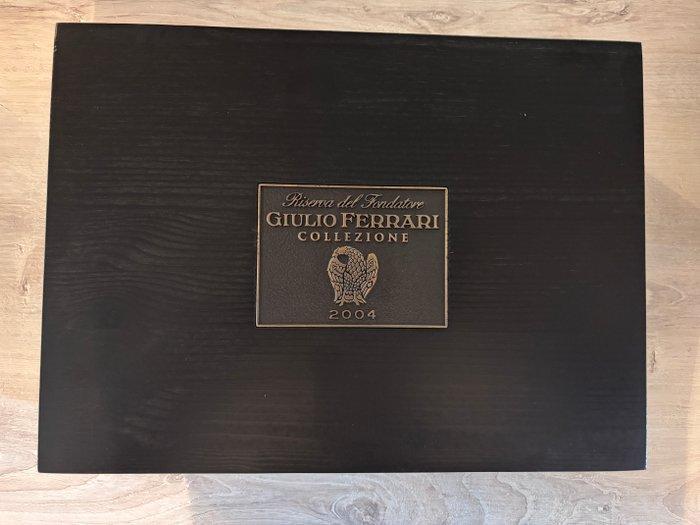 Riserva del Fondatore
GIULIO FERRARI
COLLEZIONE
2004